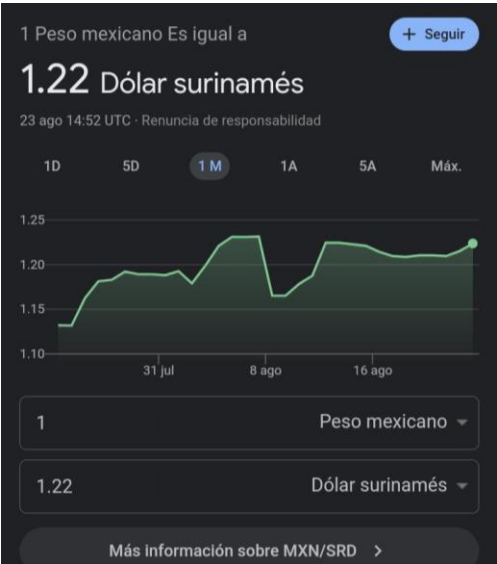 1 Peso mexicano Es igual a
+ Seguir
1.22 Dólar surinamés
23 ago 14:52 UTC · Renuncia de responsabilidad
1D 5D 1 M 1A 5A Máx.
1.25
1.20
1.15
1.10
31 jul 8 ago 16 ago
1 Peso mexicano
1.22 Dólar surinamés
Más información sobre MXN/SRD >